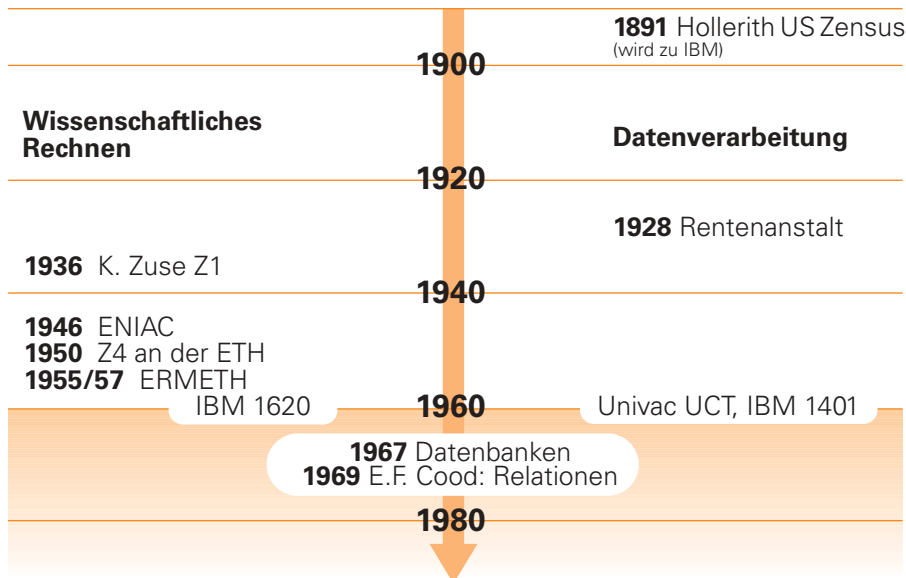 1891 Hollerith US Zensus
(wird zu IBM)
1900
Wissenschaftliches
Rechnen
Datenverarbeitung
1920
1928 Rentenanstalt
1936 K. Zuse Z1
1940
1946 ENIAC
1950 Z4 an der ETH
1955/57 ERMETH
IBM 1620
1960
Univac UCT, IBM 1401
1967 Datenbanken
1969 E.F. Cood: Relationen
1980